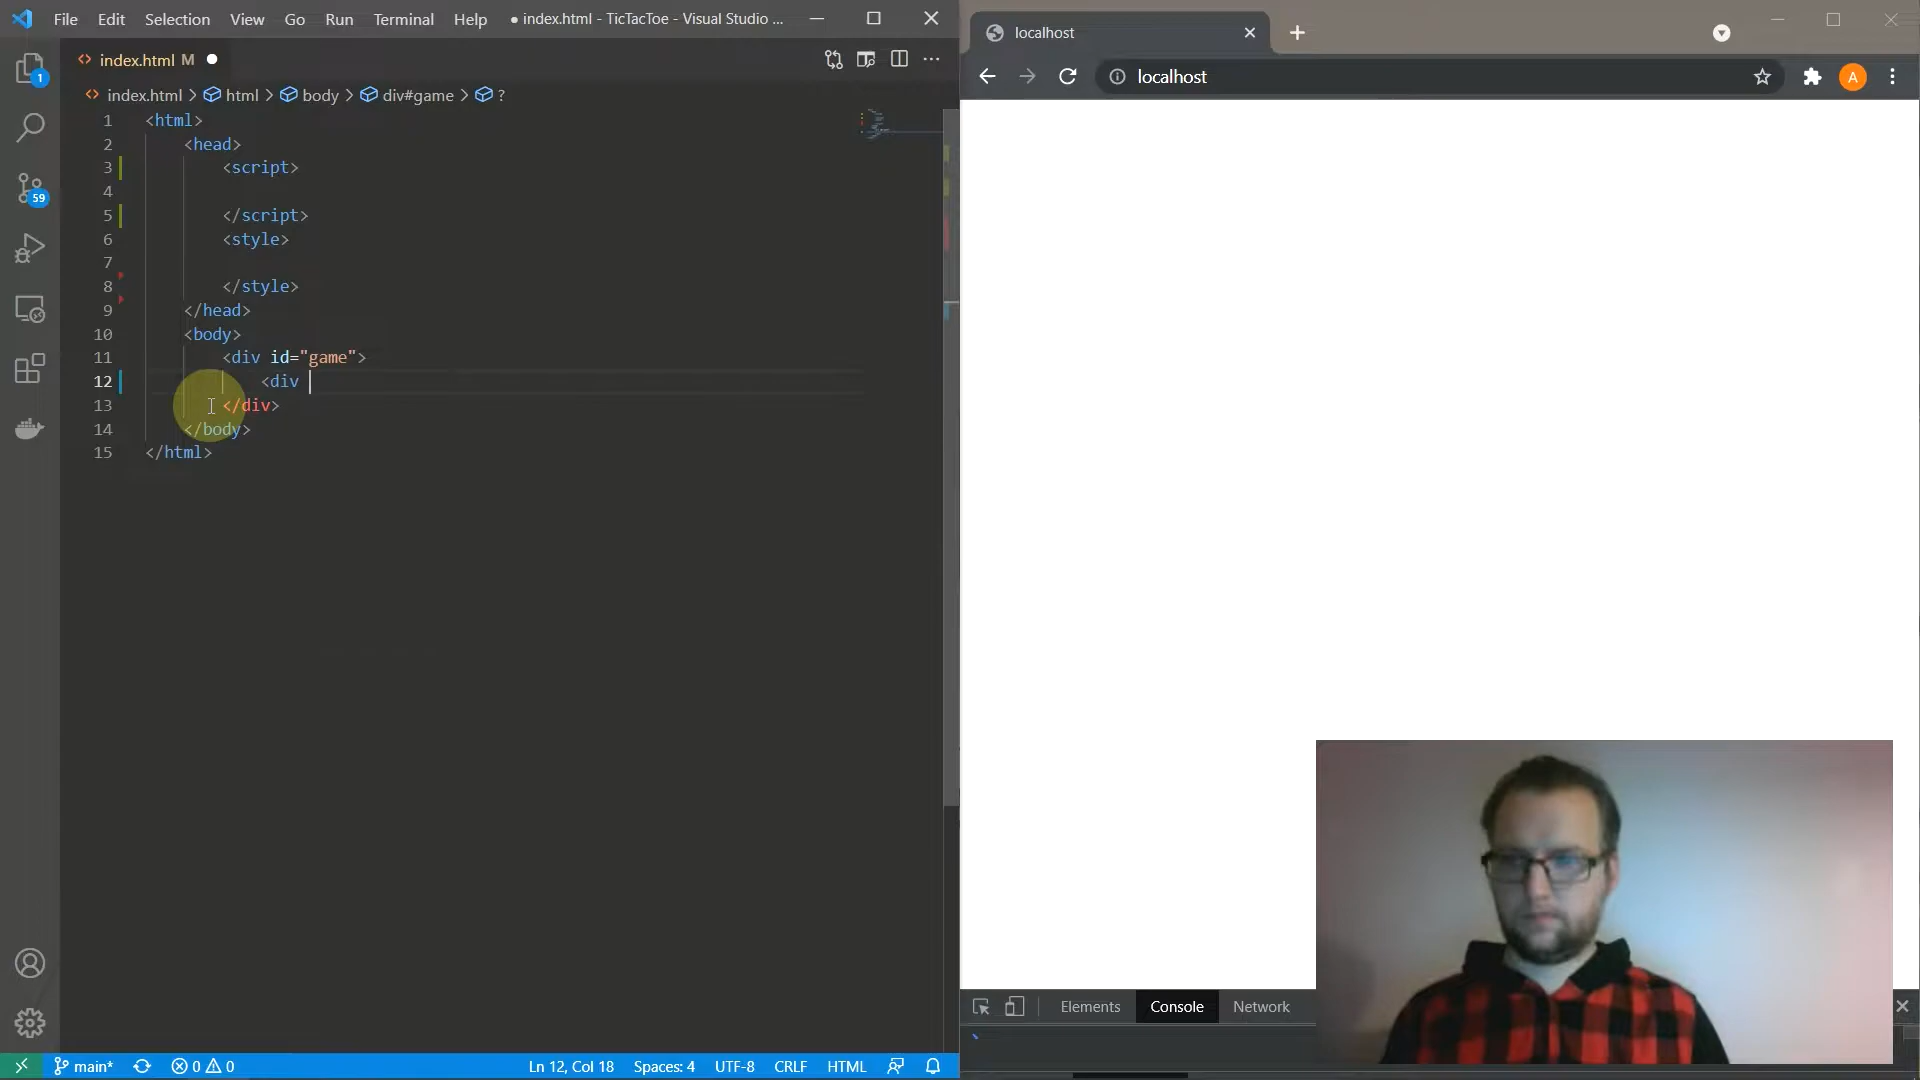 File Edit Selection View Go Run Terminal Help ● index.html - TicTacToe - Visual Studio ...
index.html M
index.html > html > body > div#game > ?
1 <html>
2 <head>
3 <script>
4
5 </script>
6 <style>
7
8 </style>
9 </head>
10 <body>
11 <div id="game">
12 <div
13 </div>
14 </body>
15 </html>
1
59
main* 0 0 Ln 12, Col 18 Spaces: 4 UTF-8 CRLF HTML
localhost
localhost
A
Elements Console Network